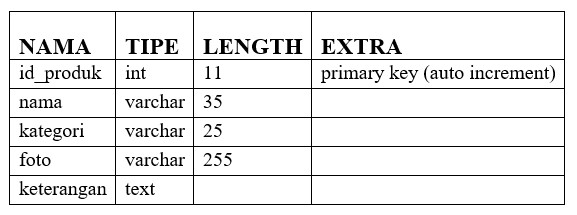 NAMA TIPE LENGTH EXTRA
id_produk int 11 primary key (auto increment)
nama varchar 35
kategori varchar 25
foto varchar 255
keterangan text